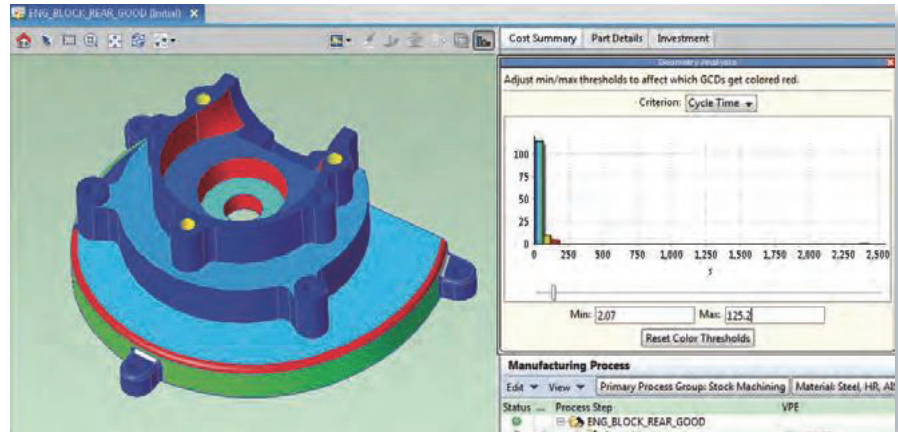 ENG_BLOCK_REAR_GOOD (Initial)
Cost Summary Part Details Investment
Geometry Analysis
Adjust min/max thresholds to affect which GCDs get colored red.
Criterion: Cycle Time
100
75
50
25
0
0 250 500 750 1,000 1,250 1,500 1,750 2,000 2,250 2,500
s
Min: 2.07 Max: 125.2
Reset Color Thresholds
Manufacturing Process
Edit View Primary Process Group: Stock Machining Material: Steel, HR, AI
Status ... Process Step VPE
ENG_BLOCK_REAR_GOOD